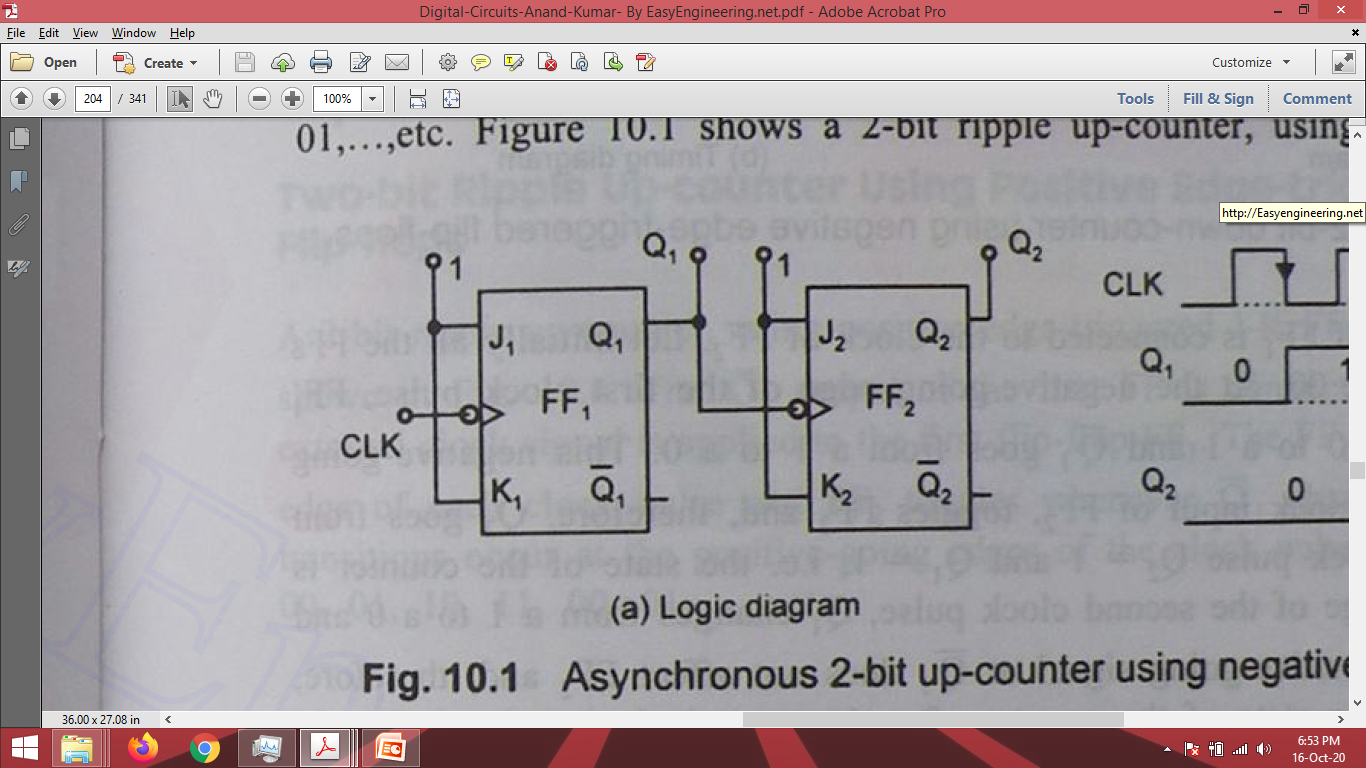 Digital-Circuits-Anand-Kumar- By EasyEngineering.net.pdf - Adobe Acrobat Pro
File Edit View Window Help
Open Create Customize
204 / 341 100% Tools Fill & Sign Comment
01,...,etc. Figure 10.1 shows a 2-bit ripple up-counter, using
http://Easyengineering.net
1 Q₁ 1 Q₂
CLK
J₁ Q₁ J₂ Q₂
Q₁ 0 1
FF₁ FF₂
CLK
K₁ Q̅₁ K₂ Q̅₂
Q₂ 0
(a) Logic diagram
Fig. 10.1 Asynchronous 2-bit up-counter using negative
36.00 x 27.08 in
6:53 PM
16-Oct-20